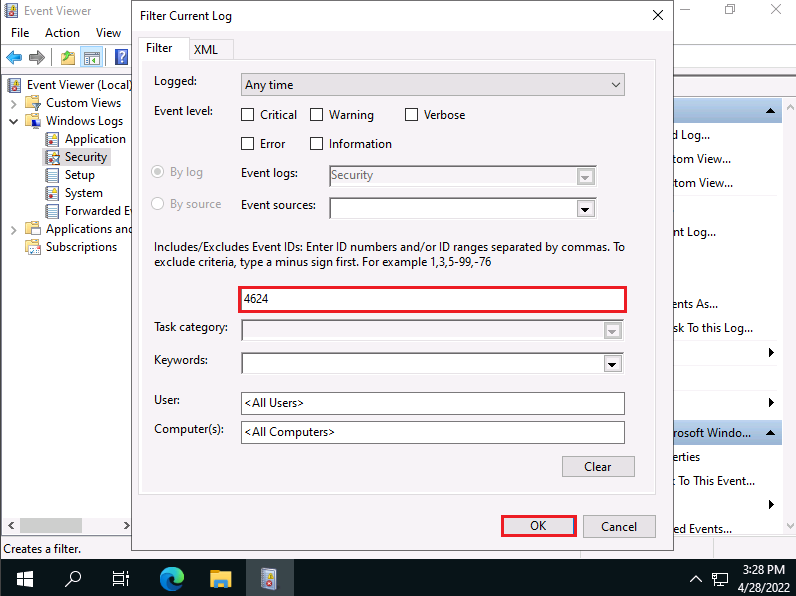 Event Viewer
File Action View
Event Viewer (Local)
Custom Views
Windows Logs
Application
Security
Setup
System
Forwarded Ev
Applications and
Subscriptions
Creates a filter.
Filter Current Log
Filter XML
Logged: Any time
Event level: Critical Warning Verbose
Error Information
By log Event logs: Security
By source Event sources:
Includes/Excludes Event IDs: Enter ID numbers and/or ID ranges separated by commas. To
exclude criteria, type a minus sign first. For example 1,3,5-99,-76
4624
Task category:
Keywords:
User: <All Users>
Computer(s): <All Computers>
Clear
OK Cancel
d Log...
tom View...
tom View...
nt Log...
ents As...
sk To this Log...
rosoft Windo...
erties
To This Event...
ed Events...
3:28 PM
4/28/2022